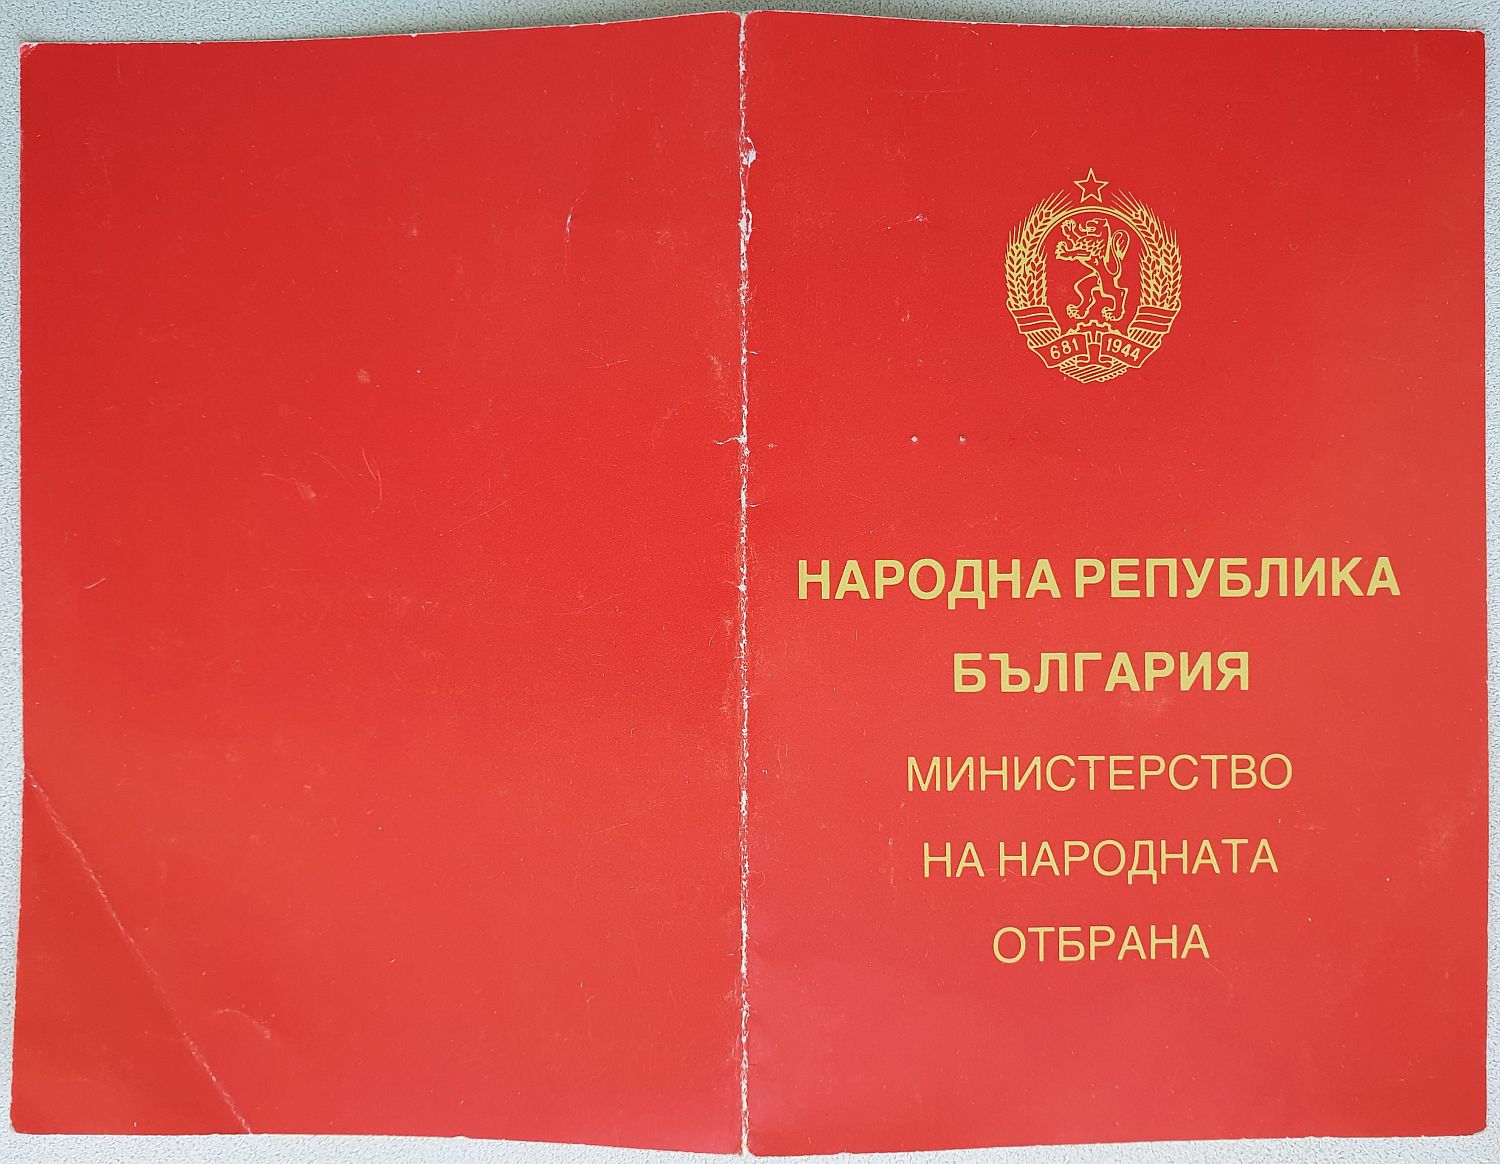 681 1944
НАРОДНА РЕПУБЛИКА
БЪЛГАРИЯ
МИНИСТЕРСТВО
НА НАРОДНАТА
ОТБРАНА